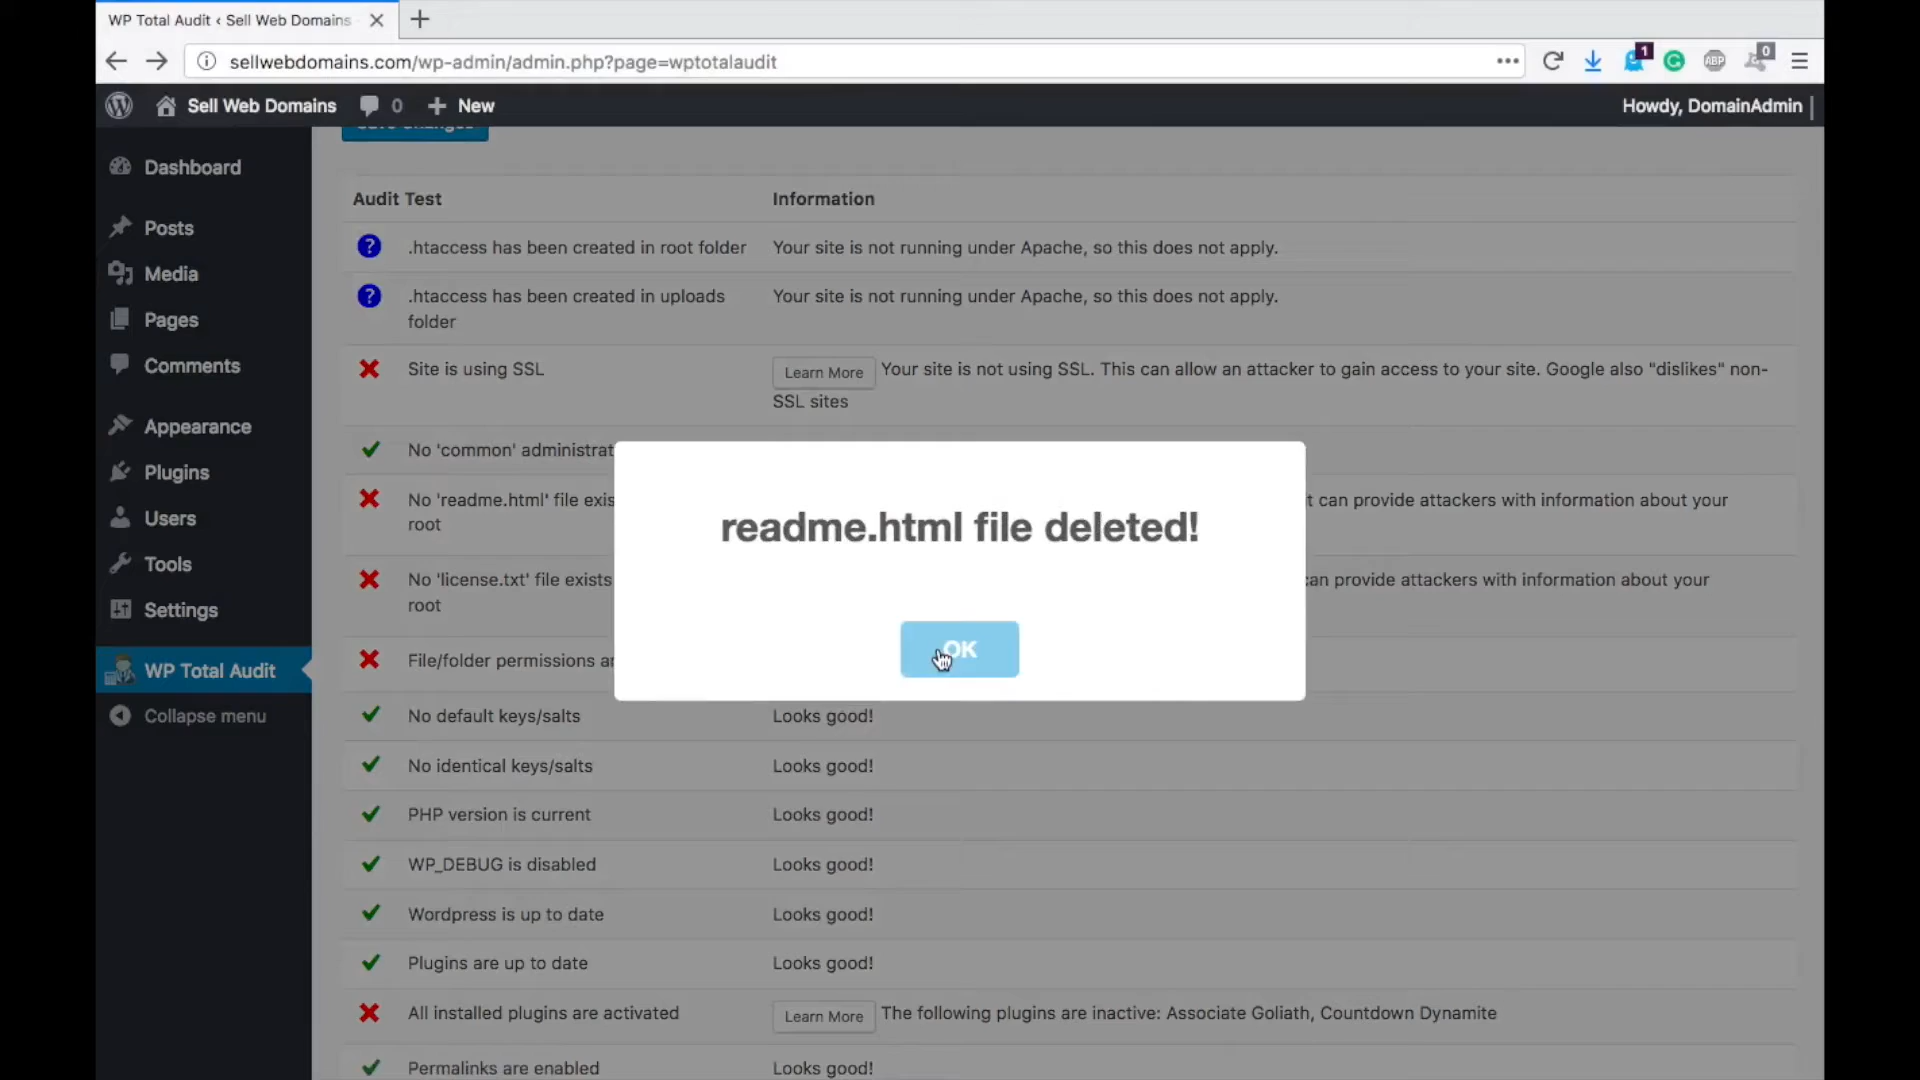 WP Total Audit ‹ Sell Web Domains
sellwebdomains.com/wp-admin/admin.php?page=wptotalaudit
1
ABP
0
Sell Web Domains
0
New
Howdy, DomainAdmin
Dashboard
Posts
Media
Pages
Comments
Appearance
Plugins
Users
Tools
Settings
WP Total Audit
Collapse menu
Save Changes
Audit Test Information
.htaccess has been created in root folder Your site is not running under Apache, so this does not apply.
.htaccess has been created in uploads Your site is not running under Apache, so this does not apply.
folder
Site is using SSL Learn More Your site is not using SSL. This can allow an attacker to gain access to your site. Google also "dislikes" non-
SSL sites
No 'common' administrat
No 'readme.html' file exis t can provide attackers with information about your
root
No 'license.txt' file exists can provide attackers with information about your
root
File/folder permissions ar
readme.html file deleted!
OK
No default keys/salts Looks good!
No identical keys/salts Looks good!
PHP version is current Looks good!
WP_DEBUG is disabled Looks good!
Wordpress is up to date Looks good!
Plugins are up to date Looks good!
All installed plugins are activated Learn More The following plugins are inactive: Associate Goliath, Countdown Dynamite
Permalinks are enabled Looks good!